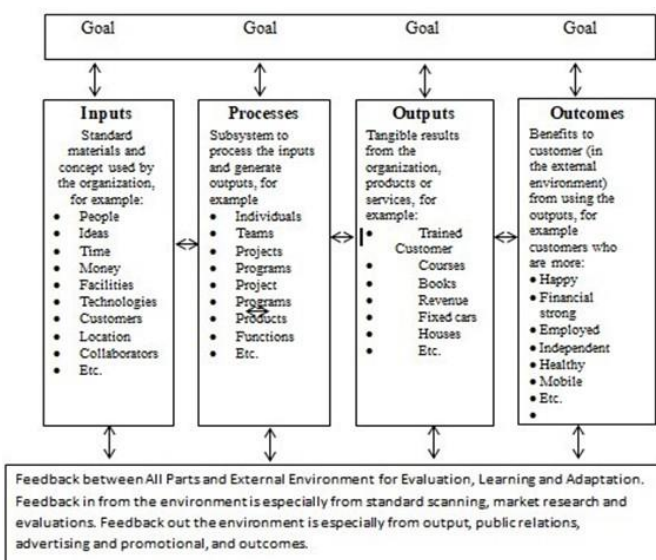 Goal Goal Goal Goal
Inputs
Standard
materials and
concept used by
the organization,
for example:
• People
• Ideas
• Time
• Money
• Facilities
• Technologies
• Customers
• Location
• Collaborators
• Etc.
Processes
Subsystem to
process the inputs
and generate
outputs, for
example
• Individuals
• Teams
• Projects
• Programs
• Project
• Programs
• Products
• Functions
• Etc.
Outputs
Tangible results
from the
organization,
products or
services, for
example:
• Trained
Customer
• Courses
• Books
• Revenue
• Fixed cars
• Houses
• Etc.
Outcomes
Benefits to
customer (in
the external
environment)
from using the
outputs, for
example
customers who
are more:
• Happy
• Financial
strong
• Employed
• Independent
• Healthy
• Mobile
• Etc.
•
Feedback between All Parts and External Environment for Evaluation, Learning and Adaptation.
Feedback in from the environment is especially from standard scanning, market research and
evaluations. Feedback out the environment is especially from output, public relations,
advertising and promotional, and outcomes.